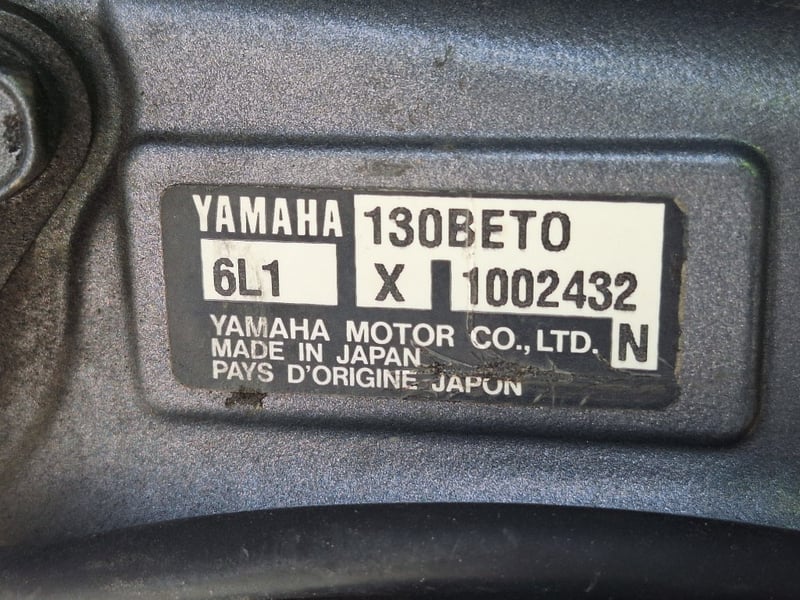 YAMAHA 130BETO
6L1 X 1002432
YAMAHA MOTOR CO., LTD. N
MADE IN JAPAN
PAYS D'ORIGINE JAPON